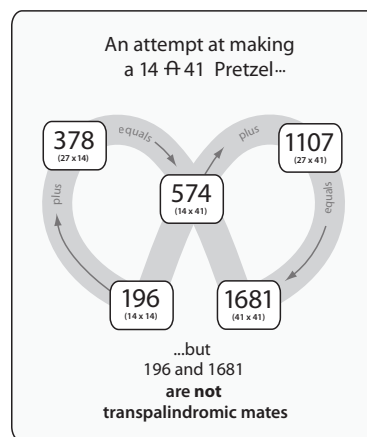 An attempt at making
a 14 ⩃ 41 Pretzel...
equals
plus
378
(27 x 14)
1107
(27 x 41)
574
(14 x 41)
plus
equals
196
(14 x 14)
1681
(41 x 41)
...but
196 and 1681
are not
transpalindromic mates